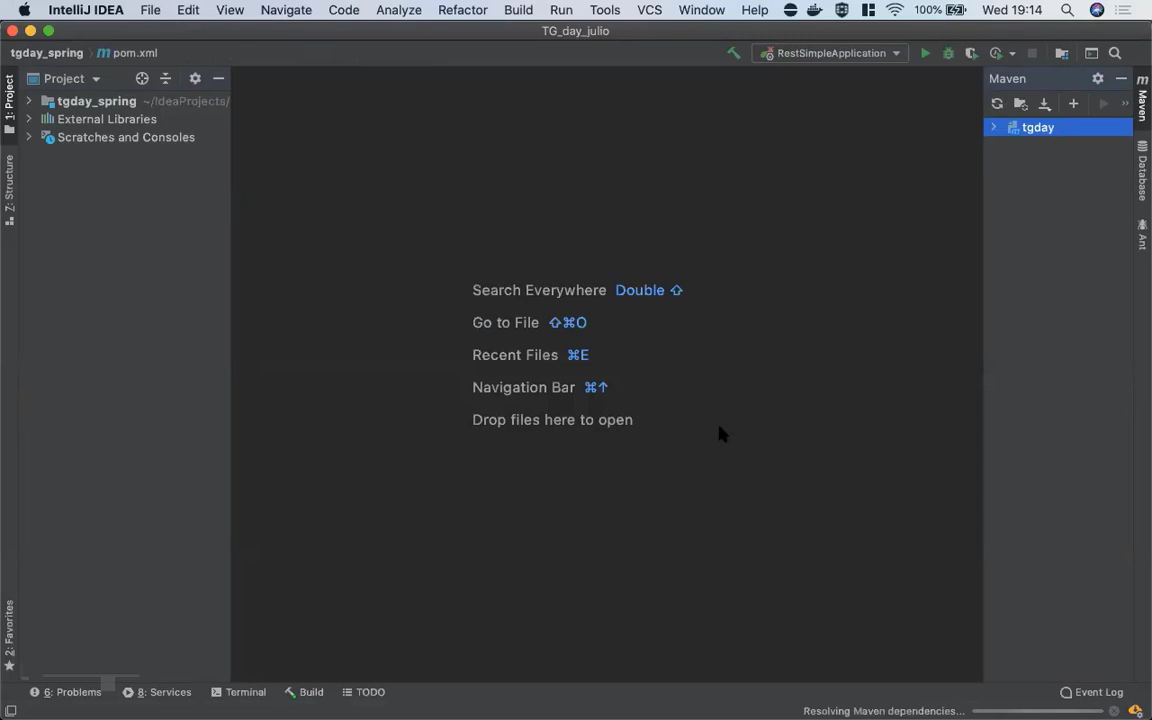 IntelliJ IDEA File Edit View Navigate Code Analyze Refactor Build Run Tools VCS Window Help 100% Wed 19:14
TG_day_julio
tgday_spring pom.xml RestSimpleApplication
Project Maven
tgday_spring ~/IdeaProjects/
External Libraries
Scratches and Consoles
tgday
1: Project
Z: Structure
2: Favorites
Maven
Database
Ant
Search Everywhere Double ⇧
Go to File ⇧⌘O
Recent Files ⌘E
Navigation Bar ⌘↑
Drop files here to open
6: Problems 8: Services Terminal Build TODO Event Log
Resolving Maven dependencies...